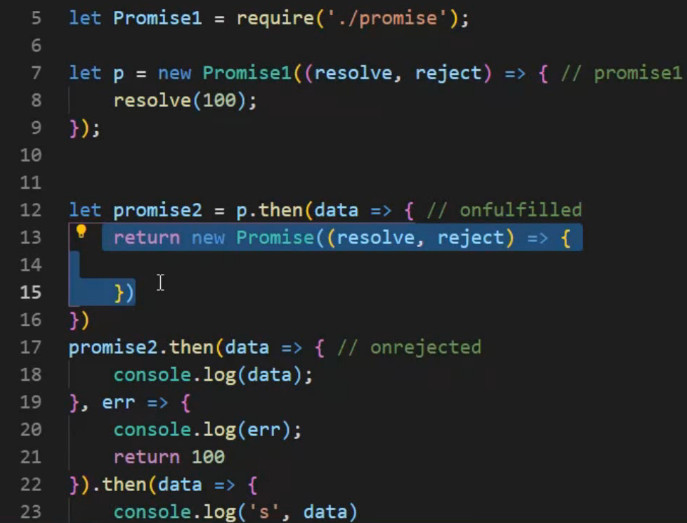 5 let Promise1 = require('./promise');
6
7 let p = new Promise1((resolve, reject) => { // promise1
8 resolve(100);
9 });
10
11
12 let promise2 = p.then(data => { // onfulfilled
13 return new Promise((resolve, reject) => {
14
15 })
16 })
17 promise2.then(data => { // onrejected
18 console.log(data);
19 }, err => {
20 console.log(err);
21 return 100
22 }).then(data => {
23 console.log('s', data)